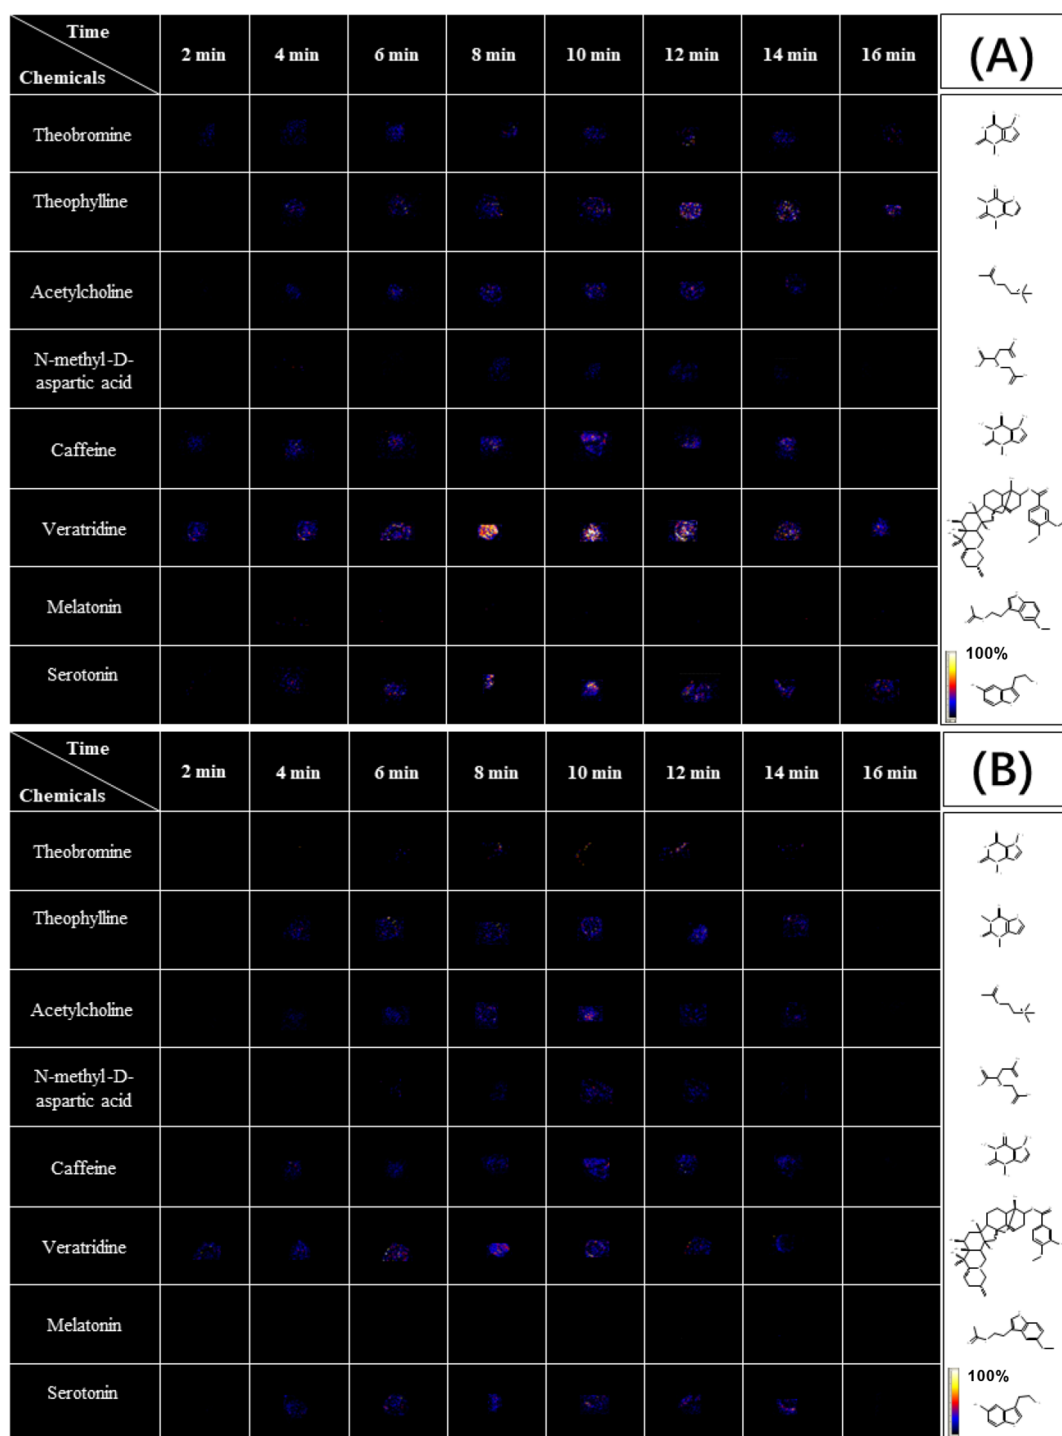 Time
Chemicals
2 min 4 min 6 min 8 min 10 min 12 min 14 min 16 min
(A)
Theobromine
Theophylline
Acetylcholine
N-methyl-D-
aspartic acid
Caffeine
Veratridine
Melatonin
Serotonin
100%
Time
Chemicals
2 min 4 min 6 min 8 min 10 min 12 min 14 min 16 min
(B)
Theobromine
Theophylline
Acetylcholine
N-methyl-D-
aspartic acid
Caffeine
Veratridine
Melatonin
Serotonin
100%